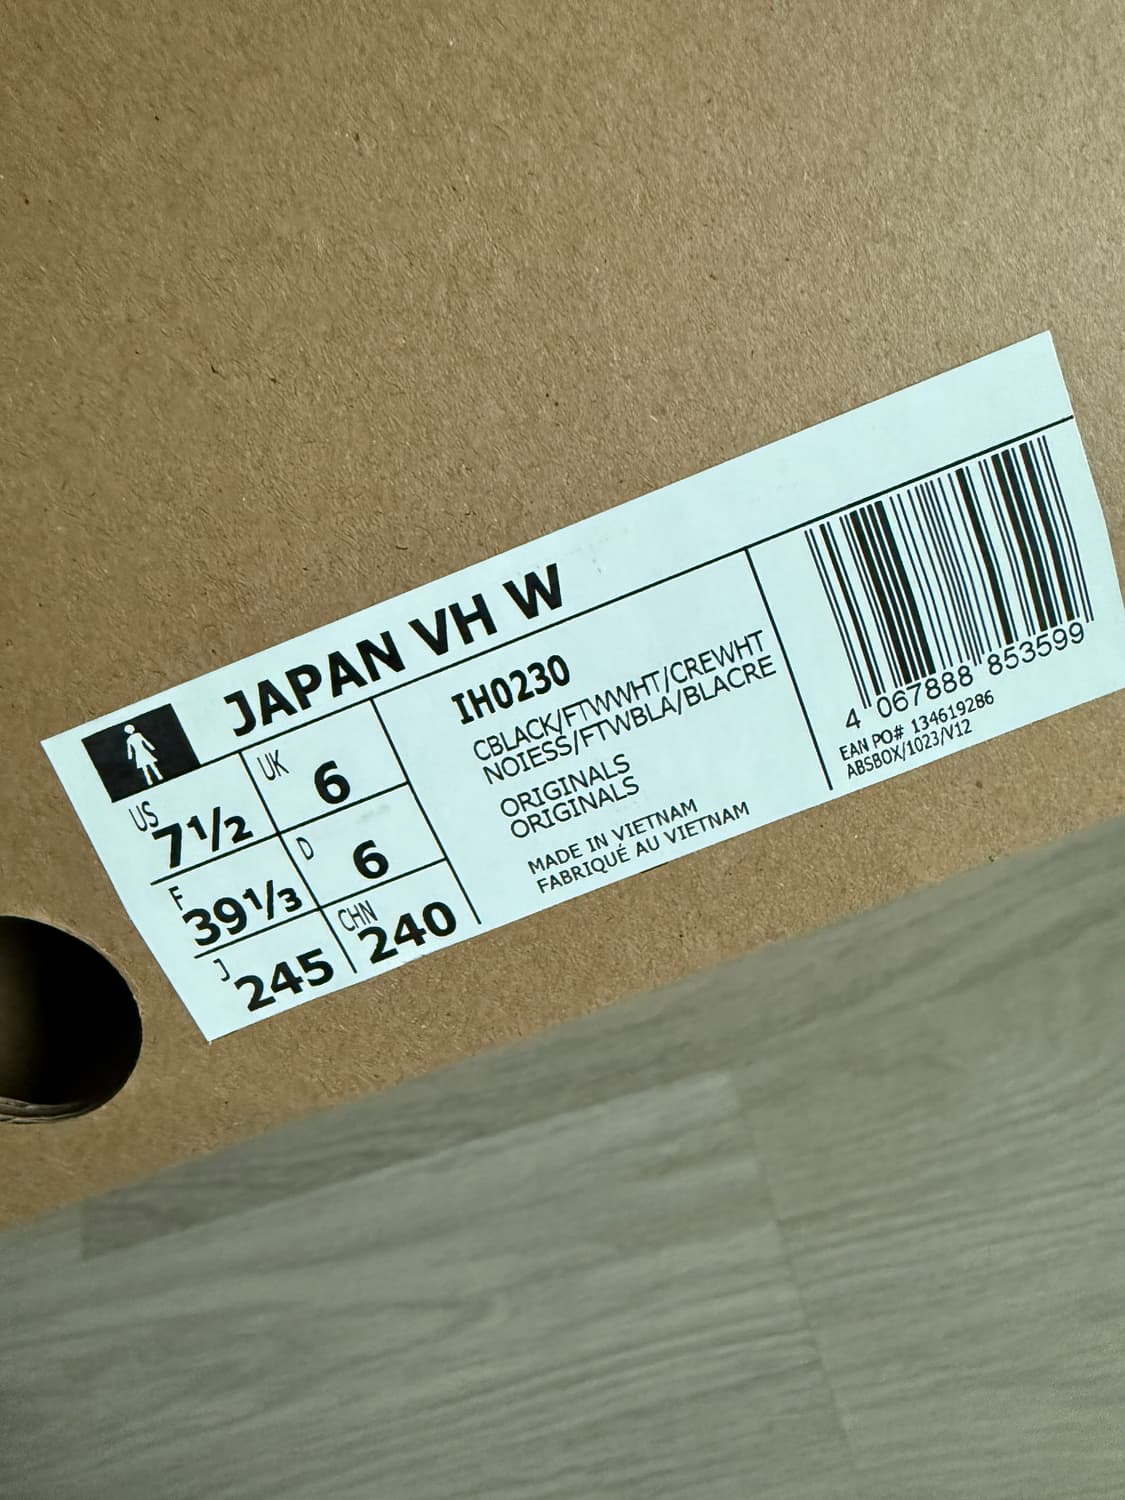 JAPAN VH W
US 7½ UK 6
F 39⅓ D 6
J 245 CHN 240
IH0230
CBLACK/FTWWHT/CREWHT
NOIESS/FTWBLA/BLACRE
ORIGINALS
ORIGINALS
MADE IN VIETNAM
FABRIQUÉ AU VIETNAM
4 067888 853599
EAN PO# 134619286
ABSBOX/1023/V12